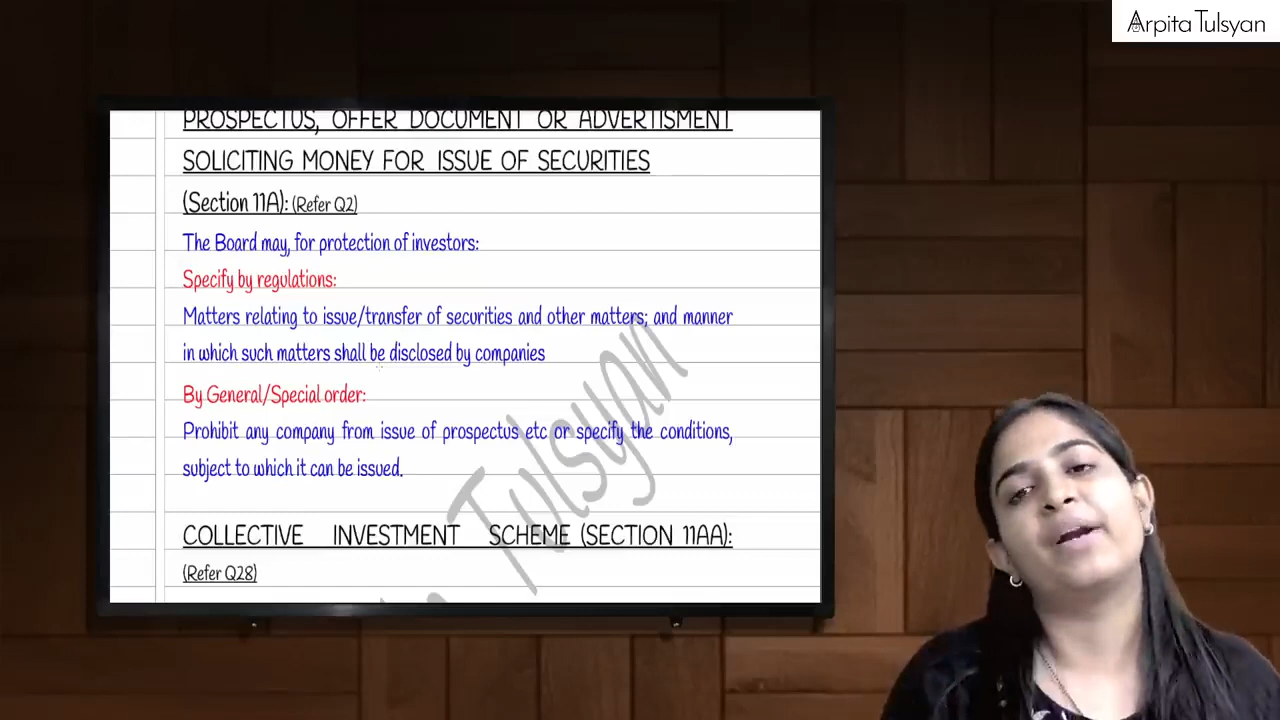 Arpita Tulsyan
PROSPECTUS, OFFER DOCUMENT OR ADVERTISMENT
SOLICITING MONEY FOR ISSUE OF SECURITIES
(Section 11A): (Refer Q2)
The Board may, for protection of investors:
Specify by regulations:
Matters relating to issue/transfer of securities and other matters; and manner
in which such matters shall be disclosed by companies
By General/Special order:
Prohibit any company from issue of prospectus etc or specify the conditions,
subject to which it can be issued.
Tulsyan
COLLECTIVE INVESTMENT SCHEME (SECTION 11AA):
(Refer Q28)